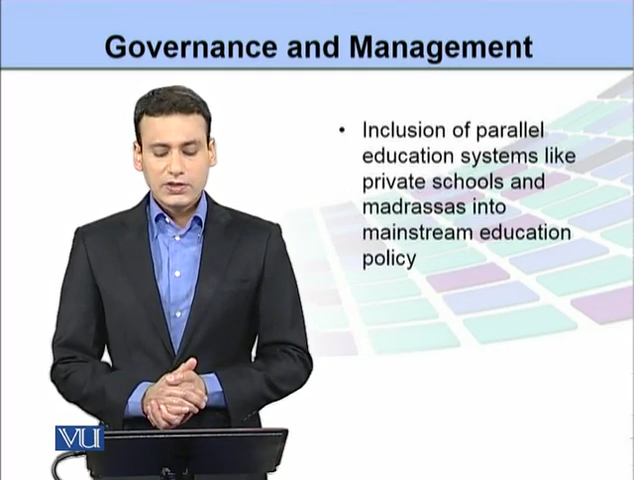 Governance and Management
• Inclusion of parallel
education systems like
private schools and
madrassas into
mainstream education
policy
VU